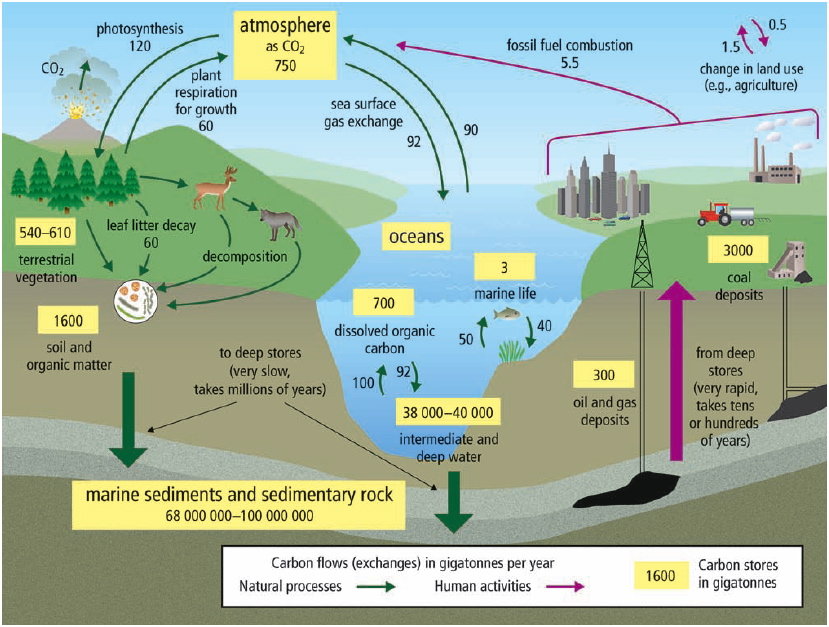 photosynthesis
120
atmosphere
as CO₂
750
fossil fuel combustion
5.5
0.5
1.5
change in land use
(e.g., agriculture)
CO₂
plant
respiration
for growth
60
sea surface
gas exchange
92
90
540–610
terrestrial
vegetation
leaf litter decay
60
decomposition
oceans
3
marine life
3000
coal
deposits
1600
soil and
organic matter
700
dissolved organic
carbon
50
40
to deep stores
(very slow,
takes millions of years)
100
92
300
oil and gas
deposits
from deep
stores
(very rapid,
takes tens
or hundreds
of years)
38 000–40 000
intermediate and
deep water
marine sediments and sedimentary rock
68 000 000–100 000 000
Carbon flows (exchanges) in gigatonnes per year
Natural processes
Human activities
1600
Carbon stores
in gigatonnes